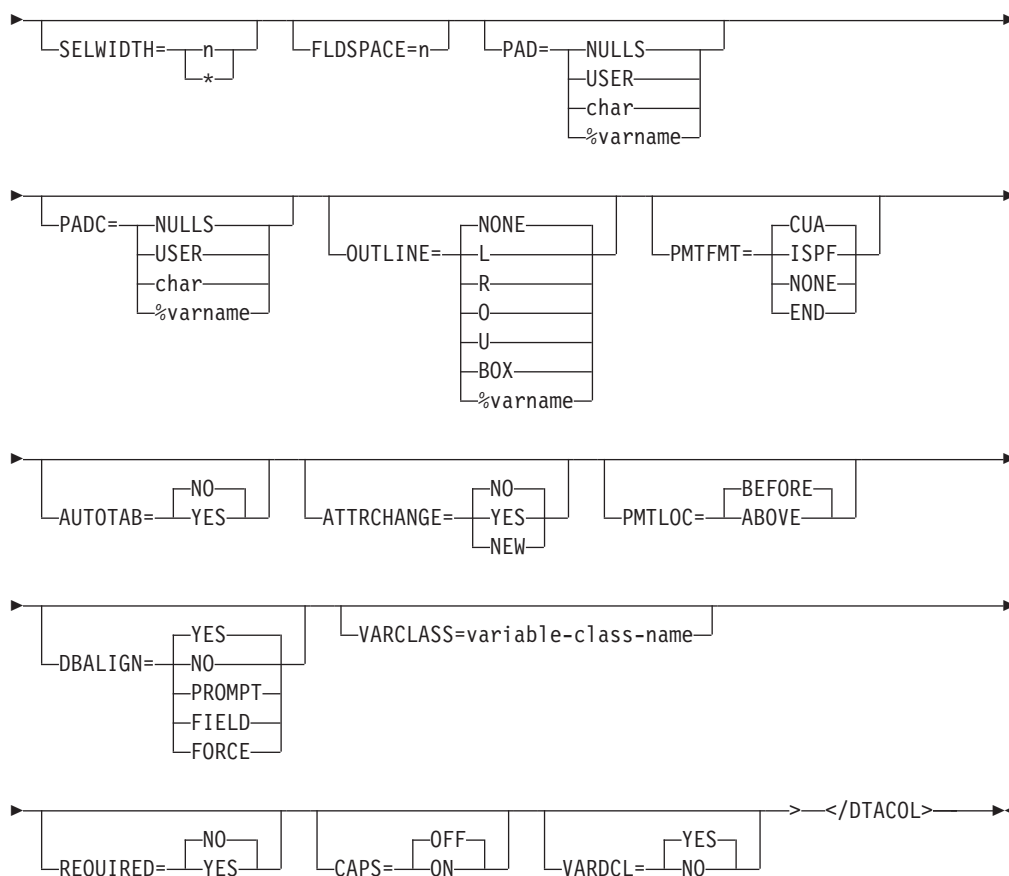 SELWIDTH= n FLDSPACE=n PAD= NULLS
* USER
char
%varname
PADC= NULLS OUTLINE= NONE PMTFMT= CUA
USER L ISPF
char R NONE
%varname O END
U
BOX
%varname
AUTOTAB= NO ATTRCHANGE= NO PMTLOC= BEFORE
YES YES ABOVE
NEW
DBALIGN= YES VARCLASS=variable-class-name
NO
PROMPT
FIELD
FORCE
REQUIRED= NO CAPS= OFF VARDCL= YES > </DTACOL>
YES ON NO